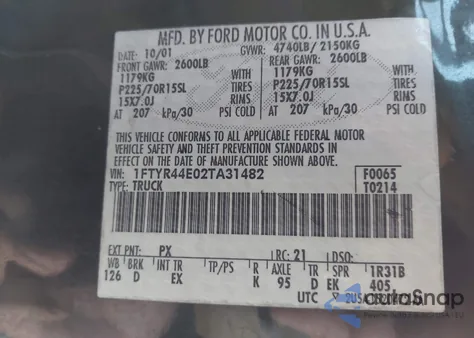 MFD. BY FORD MOTOR CO. IN U.S.A.
DATE: 10/01 GVWR: 4740LB/ 2150KG
FRONT GAWR: 2600LB REAR GAWR: 2600LB
1179KG WITH 1179KG WITH
P225/70R15SL TIRES P225/70R15SL TIRES
15X7.0J RIMS 15X7.0J RIMS
AT 207 kPa/30 PSI COLD AT 207 kPa/30 PSI COLD
THIS VEHICLE CONFORMS TO ALL APPLICABLE FEDERAL MOTOR
VEHICLE SAFETY AND BUMPER STANDARDS IN
EFFECT ON THE DATE OF MANUFACTURE SHOWN ABOVE.
VIN: 1FTYR44E02TA31482 F0065
TYPE: TRUCK T0214
EXT PNT: PX RC: 21 DSO:
WB BRK INT TR TP/PS R AXLE TR SPR 1R31B
126 D EX K 95 D EK 405
UTC
autoSnap